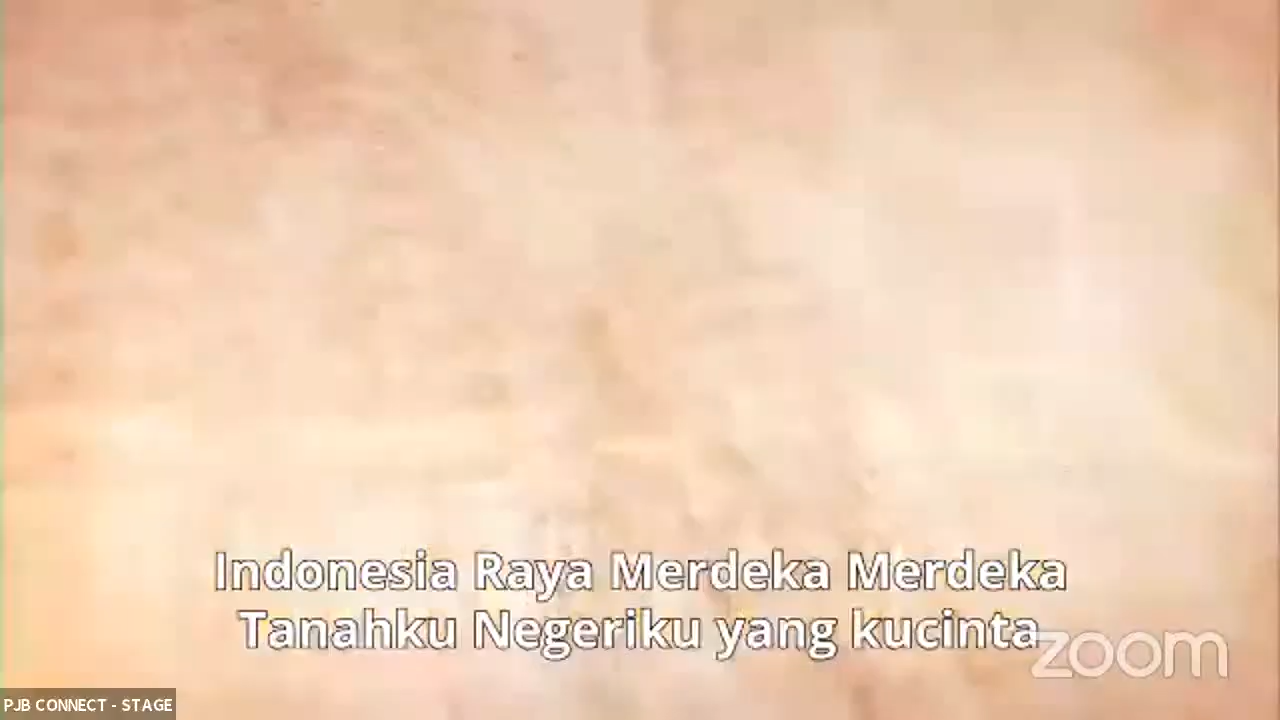 Indonesia Raya Merdeka Merdeka
Tanahku Negeriku yang kucinta
zoom
PJB CONNECT - STAGE